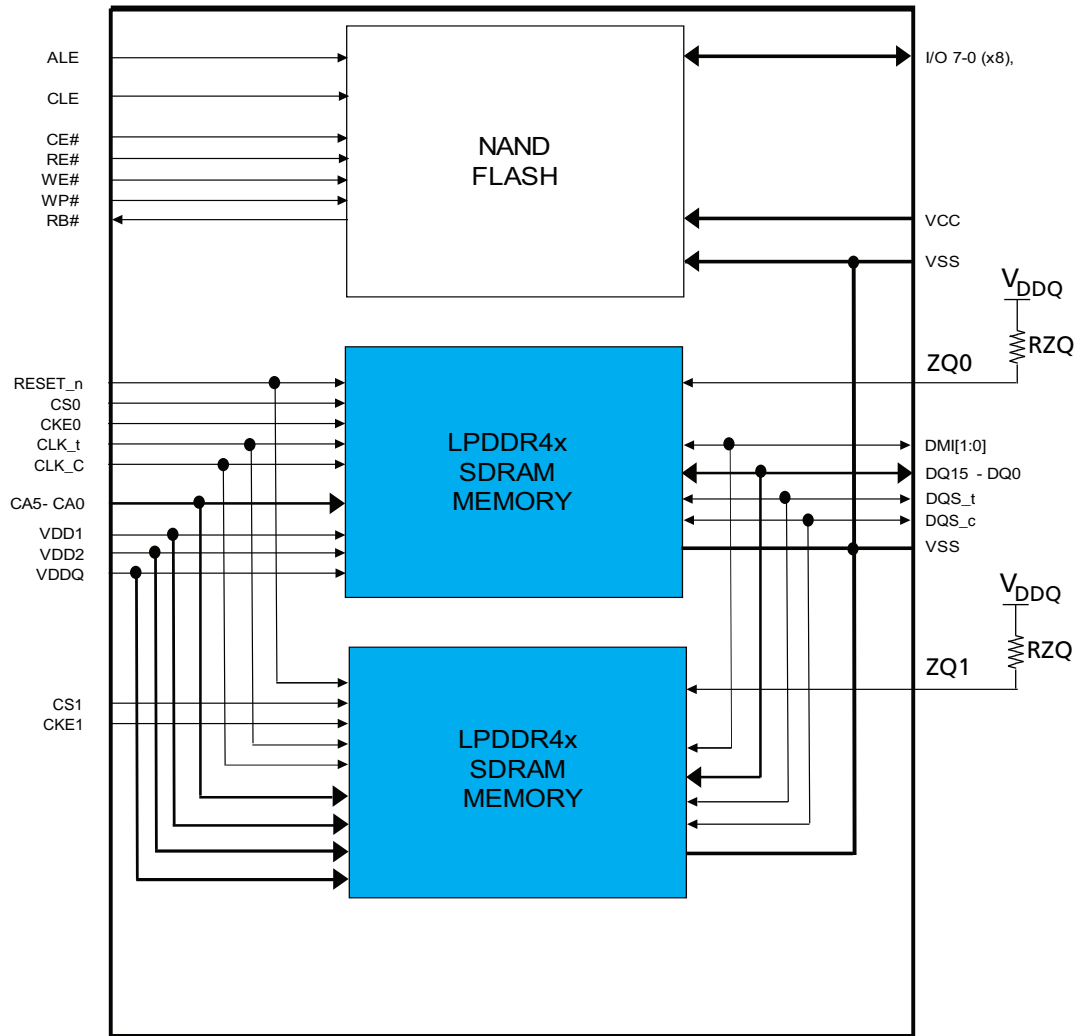 ALE
CLE
CE#
RE#
WE#
WP#
RB#
NAND
FLASH
I/O 7-0 (x8),
VCC
VSS
VDDQ
RZQ
ZQ0
RESET_n
CS0
CKE0
CLK_t
CLK_C
CA5- CA0
VDD1
VDD2
VDDQ
LPDDR4x
SDRAM
MEMORY
DMI[1:0]
DQ15 - DQ0
DQS_t
DQS_c
VSS
VDDQ
RZQ
ZQ1
CS1
CKE1
LPDDR4x
SDRAM
MEMORY